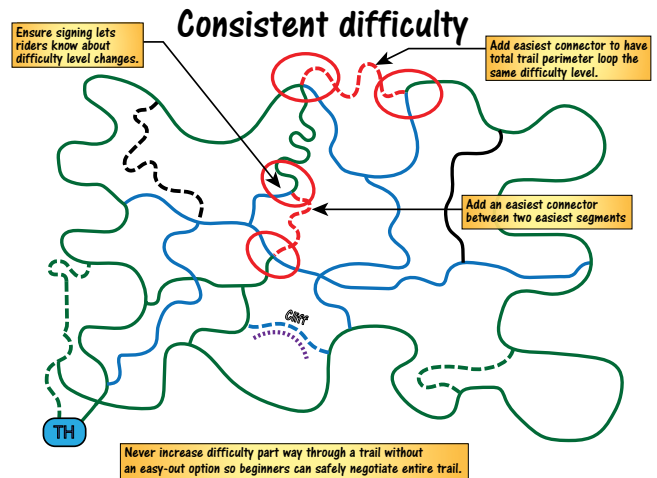 Consistent difficulty
Ensure signing lets
riders know about
difficulty level changes.
Add easiest connector to have
total trail perimeter loop the
same difficulty level.
Add an easiest connector
between two easiest segments
Cliff
TH
Never increase difficulty part way through a trail without
an easy-out option so beginners can safely negotiate entire trail.